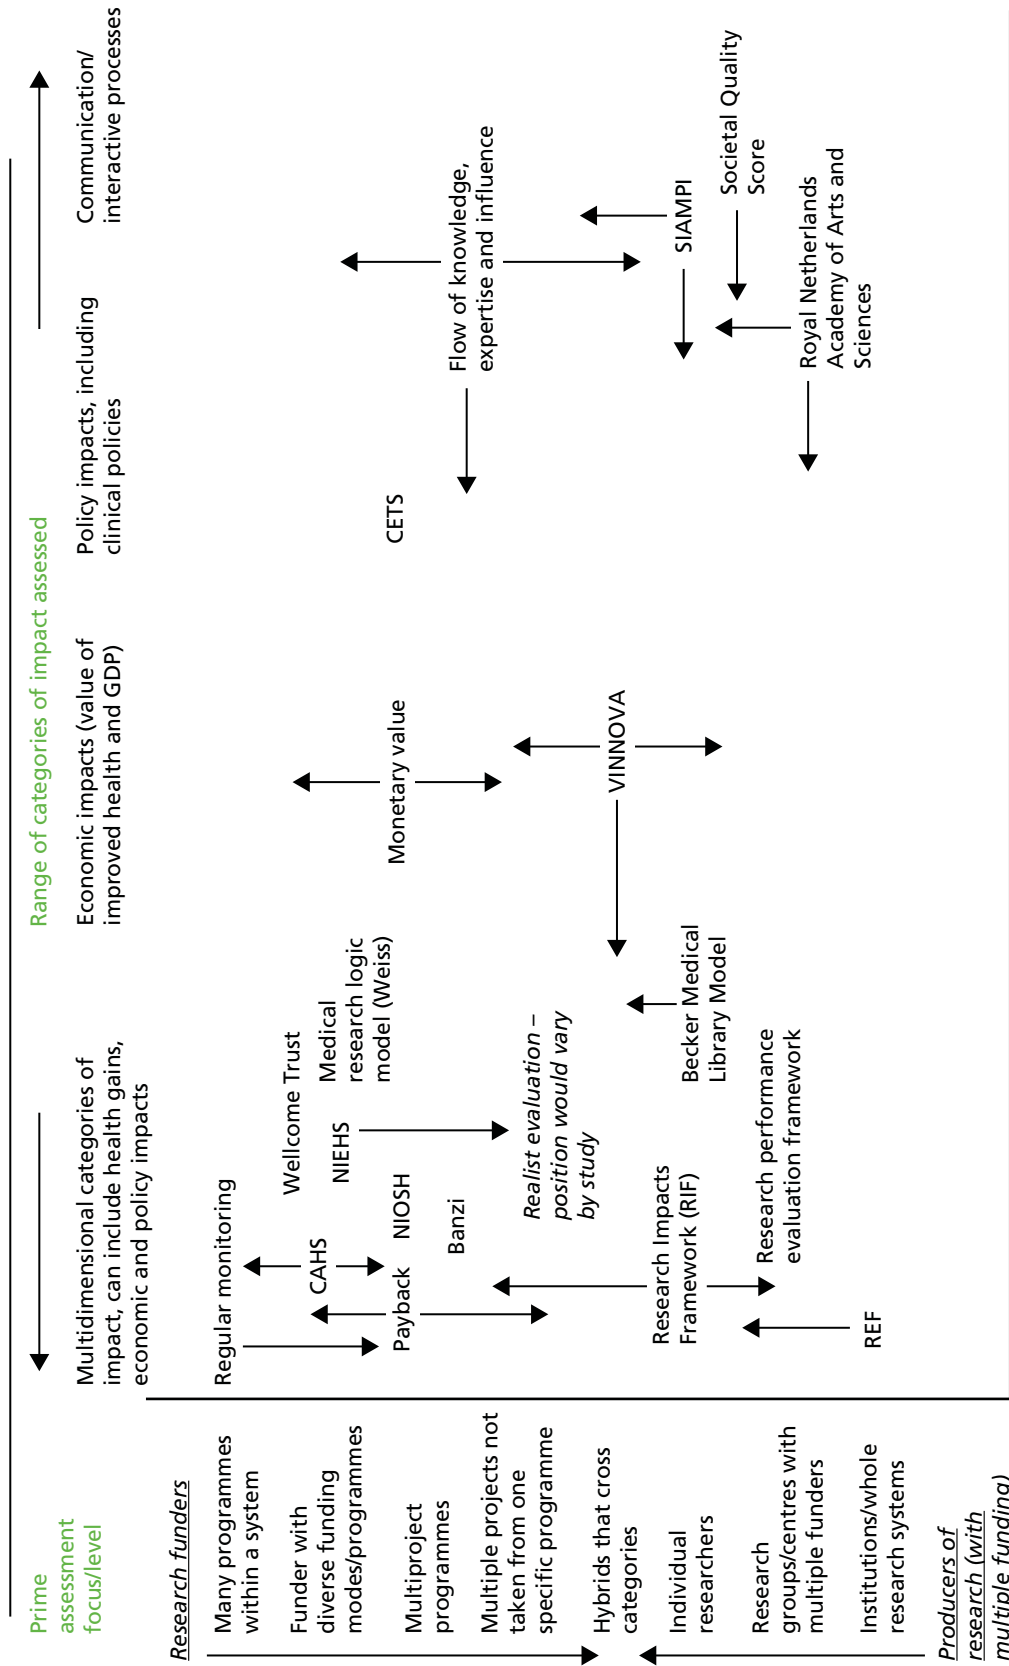 Prime
assessment
focus/level
Range of categories of impact assessed
Multidimensional categories of
impact, can include health gains,
economic and policy impacts
Economic impacts (value of
improved health and GDP)
Policy impacts, including
clinical policies
Communication/
interactive processes
Research funders
Many programmes
within a system
Funder with
diverse funding
modes/programmes
Multiproject
programmes
Multiple projects not
taken from one
specific programme
Hybrids that cross
categories
Individual
researchers
Research
groups/centres with
multiple funders
Institutions/whole
research systems
Producers of
research (with
multiple funding)
Regular monitoring
Wellcome Trust
CAHS
NIEHS
Medical
research logic
model (Weiss)
Payback
NIOSH
Banzi
Monetary value
CETS
Flow of knowledge,
expertise and influence
Realist evaluation –
position would vary
by study
VINNOVA
Research Impacts
Framework (RIF)
Becker Medical
Library Model
SIAMPI
Societal Quality
Score
Research performance
evaluation framework
Royal Netherlands
Academy of Arts and
Sciences
REF